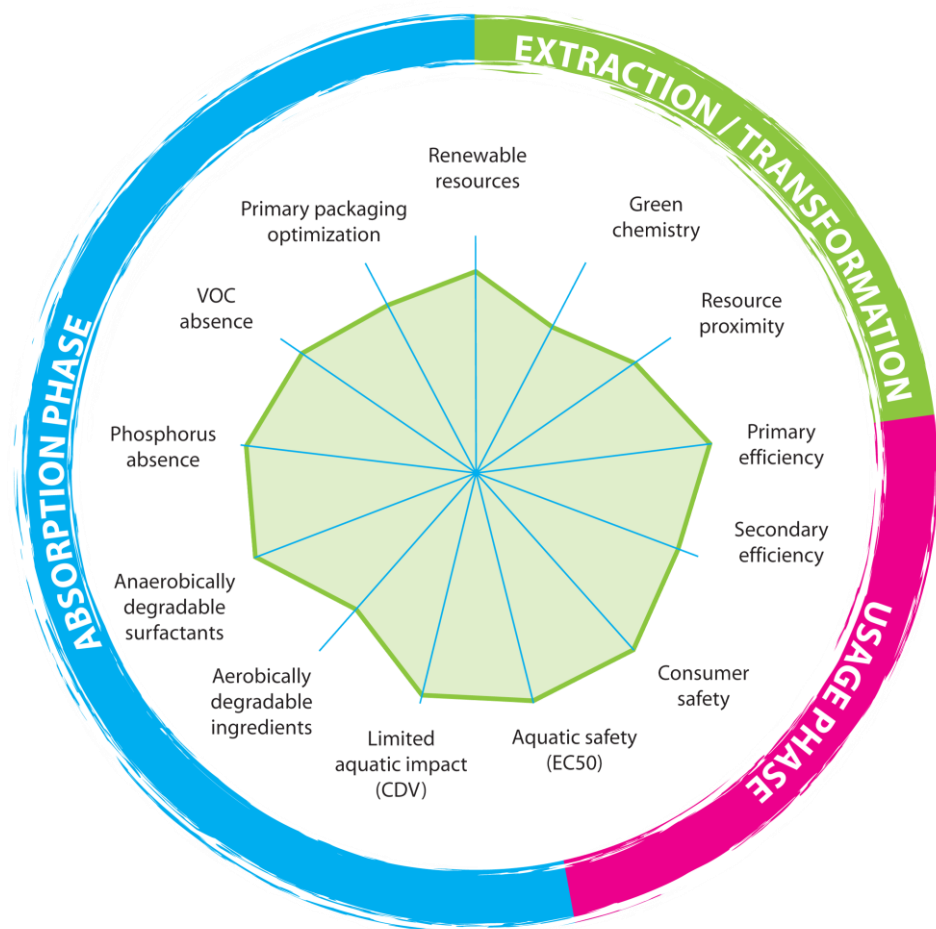 EXTRACTION / TRANSFORMATION
USAGE PHASE
ABSORPTION PHASE
Renewable
resources
Green
chemistry
Resource
proximity
Primary
efficiency
Secondary
efficiency
Consumer
safety
Aquatic safety
(EC50)
Limited
aquatic impact
(CDV)
Aerobically
degradable
ingredients
Anaerobically
degradable
surfactants
Phosphorus
absence
VOC
absence
Primary packaging
optimization